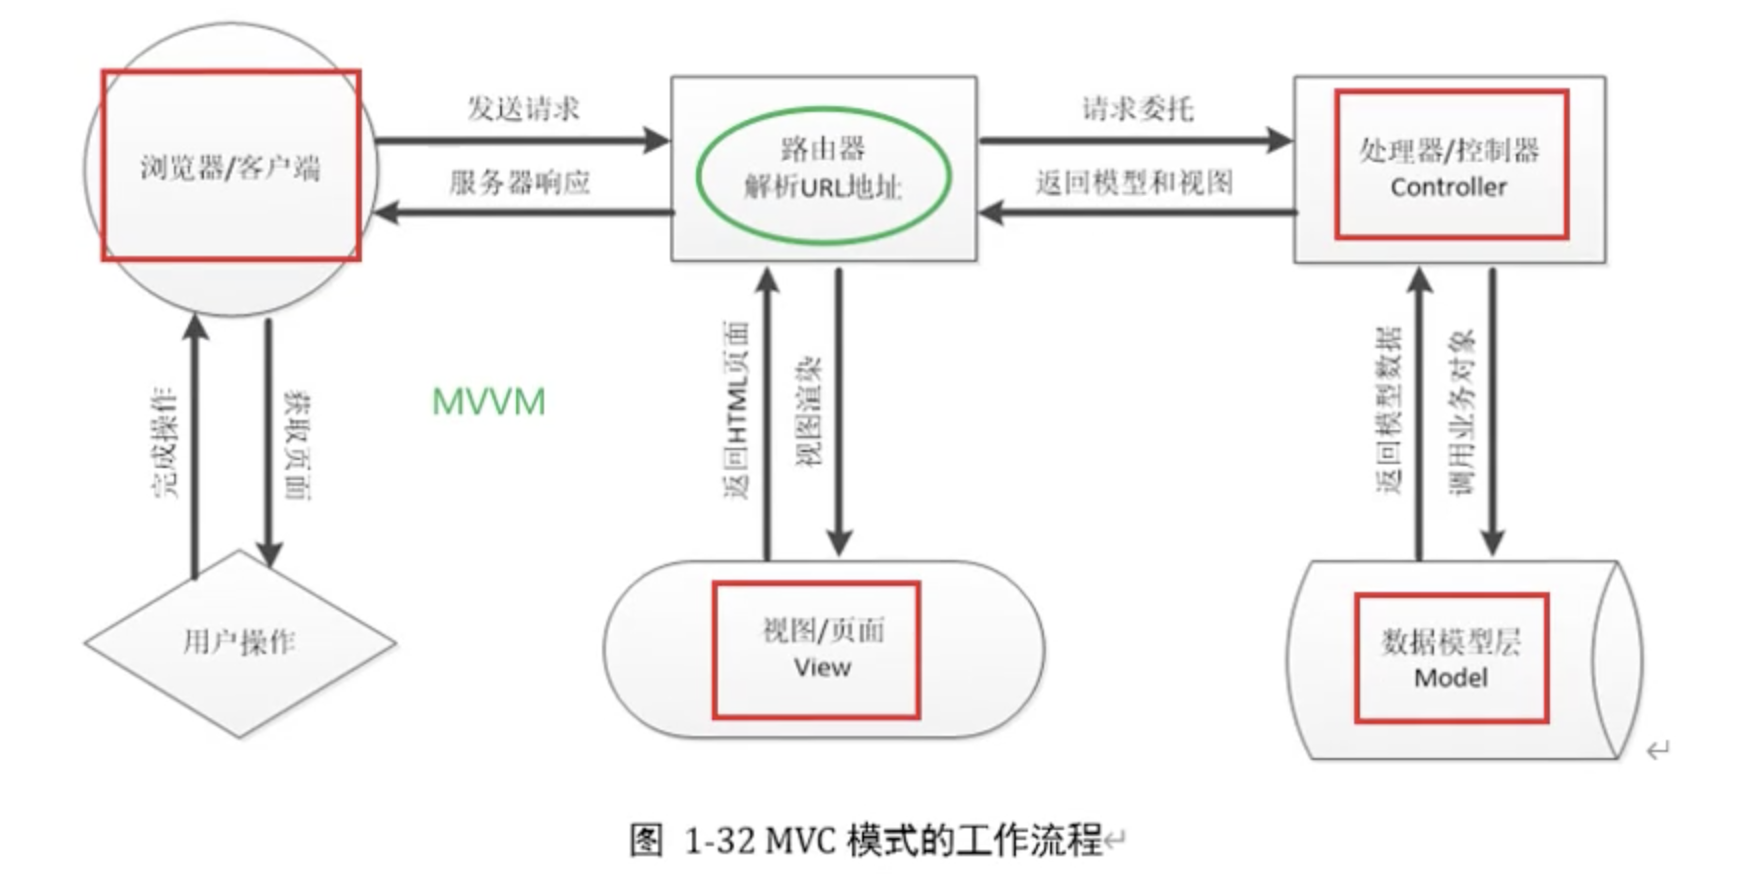 发送请求
请求委托
浏览器/客户端
路由器
解析URL地址
处理器/控制器
Controller
服务器响应
返回模型和视图
完成操作
获取页面
MVVM
返回HTML页面
视图渲染
返回模型数据
调用业务对象
用户操作
视图/页面
View
数据模型层
Model
图 1-32 MVC 模式的工作流程